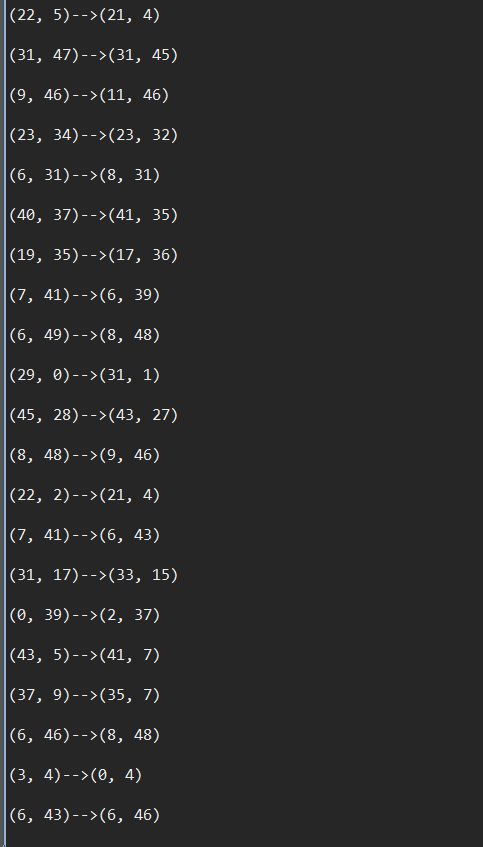 (22, 5)-->(21, 4)
(31, 47)-->(31, 45)
(9, 46)-->(11, 46)
(23, 34)-->(23, 32)
(6, 31)-->(8, 31)
(40, 37)-->(41, 35)
(19, 35)-->(17, 36)
(7, 41)-->(6, 39)
(6, 49)-->(8, 48)
(29, 0)-->(31, 1)
(45, 28)-->(43, 27)
(8, 48)-->(9, 46)
(22, 2)-->(21, 4)
(7, 41)-->(6, 43)
(31, 17)-->(33, 15)
(0, 39)-->(2, 37)
(43, 5)-->(41, 7)
(37, 9)-->(35, 7)
(6, 46)-->(8, 48)
(3, 4)-->(0, 4)
(6, 43)-->(6, 46)